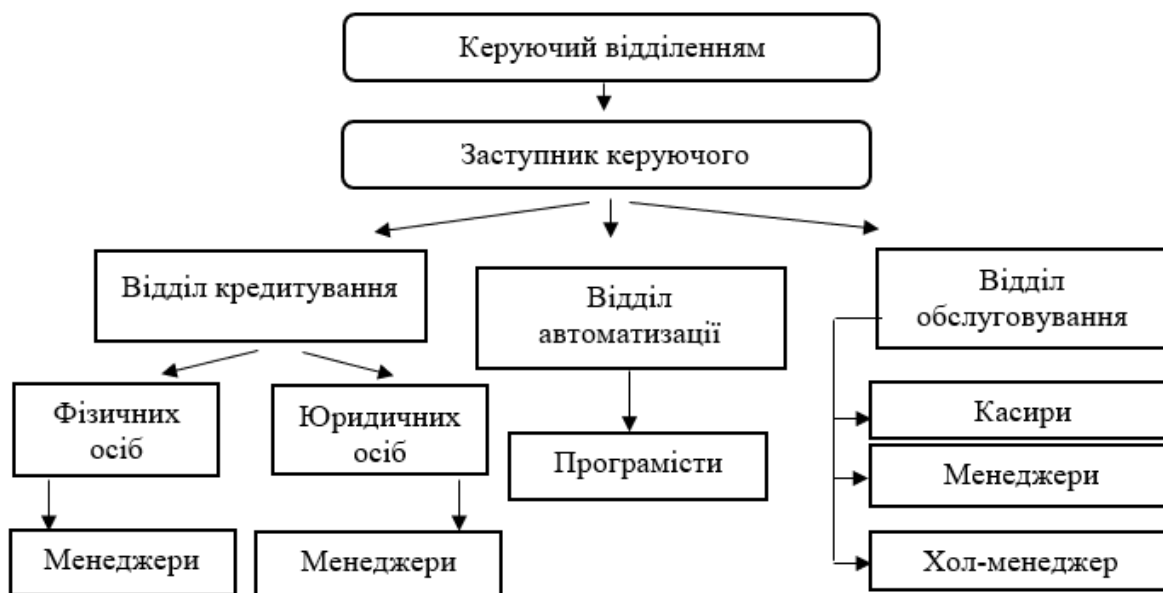 Керуючий відділенням
Заступник керуючого
Відділ кредитування
Відділ
автоматизації
Відділ
обслуговування
Фізичних
осіб
Юридичних
осіб
Програмісти
Касири
Менеджери
Менеджери
Менеджери
Хол-менеджер